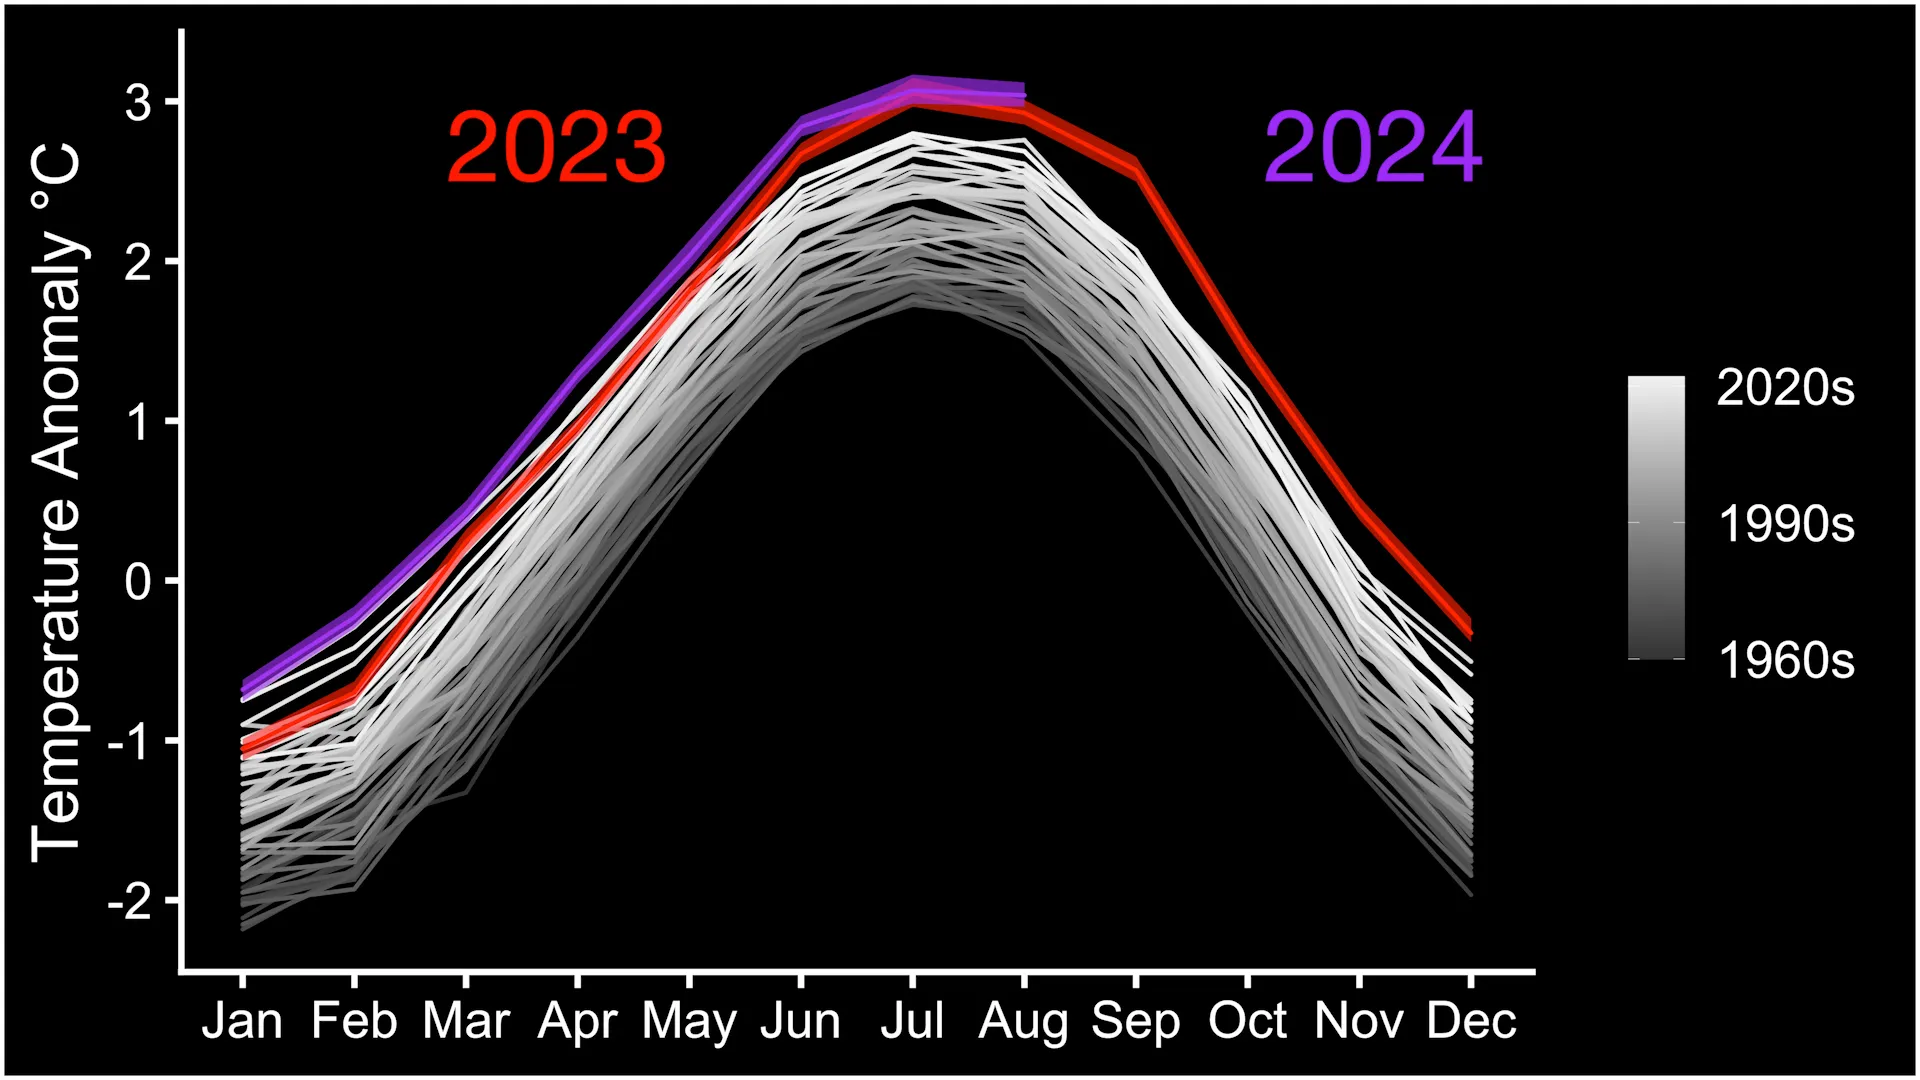 Temperature Anomaly °C
3
2
1
0
-1
-2
2023
2024
2020s
1990s
1960s
Jan Feb Mar Apr May Jun Jul Aug Sep Oct Nov Dec